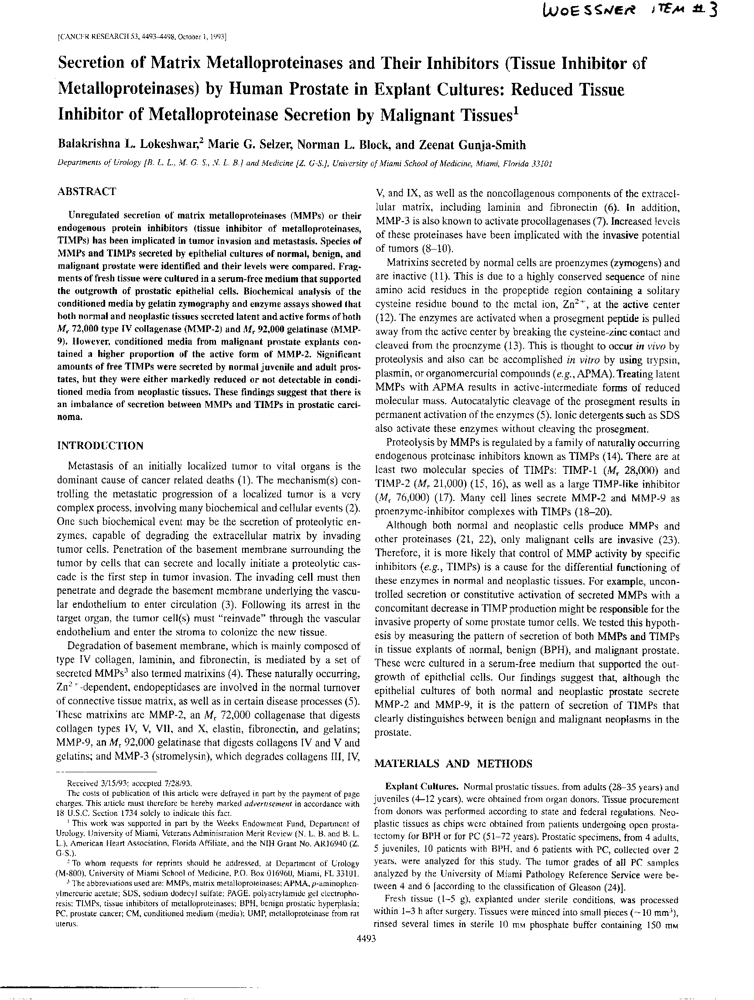 WOESSNER ITEM # 3
[CANCER RESEARCH 53, 4493–4498, October 1, 1993]
Secretion of Matrix Metalloproteinases and Their Inhibitors (Tissue Inhibitor of
Metalloproteinases) by Human Prostate in Explant Cultures: Reduced Tissue
Inhibitor of Metalloproteinase Secretion by Malignant Tissues¹
Balakrishna L. Lokeshwar,² Marie G. Selzer, Norman L. Block, and Zeenat Gunja-Smith
Departments of Urology [B. L. L., M. G. S., N. L. B.] and Medicine [Z. G-S.], University of Miami School of Medicine, Miami, Florida 33101
ABSTRACT
Unregulated secretion of matrix metalloproteinases (MMPs) or their
endogenous protein inhibitors (tissue inhibitor of metalloproteinases,
TIMPs) has been implicated in tumor invasion and metastasis. Species of
MMPs and TIMPs secreted by epithelial cultures of normal, benign, and
malignant prostate were identified and their levels were compared. Frag-
ments of fresh tissue were cultured in a serum-free medium that supported
the outgrowth of prostatic epithelial cells. Biochemical analysis of the
conditioned media by gelatin zymography and enzyme assays showed that
both normal and neoplastic tissues secreted latent and active forms of both
Mr 72,000 type IV collagenase (MMP-2) and Mr 92,000 gelatinase (MMP-
9). However, conditioned media from malignant prostate explants con-
tained a higher proportion of the active form of MMP-2. Significant
amounts of free TIMPs were secreted by normal juvenile and adult pros-
tates, but they were either markedly reduced or not detectable in condi-
tioned media from neoplastic tissues. These findings suggest that there is
an imbalance of secretion between MMPs and TIMPs in prostatic carci-
noma.
INTRODUCTION
Metastasis of an initially localized tumor to vital organs is the
dominant cause of cancer related deaths (1). The mechanism(s) con-
trolling the metastatic progression of a localized tumor is a very
complex process, involving many biochemical and cellular events (2).
One such biochemical event may be the secretion of proteolytic en-
zymes, capable of degrading the extracellular matrix by invading
tumor cells. Penetration of the basement membrane surrounding the
tumor by cells that can secrete and locally initiate a proteolytic cas-
cade is the first step in tumor invasion. The invading cell must then
penetrate and degrade the basement membrane underlying the vascu-
lar endothelium to enter circulation (3). Following its arrest in the
target organ, the tumor cell(s) must “reinvade” through the vascular
endothelium and enter the stroma to colonize the new tissue.
Degradation of basement membrane, which is mainly composed of
type IV collagen, laminin, and fibronectin, is mediated by a set of
secreted MMPs³ also termed matrixins (4). These naturally occurring,
Zn²⁺-dependent, endopeptidases are involved in the normal turnover
of connective tissue matrix, as well as in certain disease processes (5).
These matrixins are MMP-2, an Mr 72,000 collagenase that digests
collagen types IV, V, VII, and X, elastin, fibronectin, and gelatins;
MMP-9, an Mr 92,000 gelatinase that digests collagens IV and V and
gelatins; and MMP-3 (stromelysin), which degrades collagens III, IV,
Received 3/15/93; accepted 7/28/93.
The costs of publication of this article were defrayed in part by the payment of page
charges. This article must therefore be hereby marked advertisement in accordance with
18 U.S.C. Section 1734 solely to indicate this fact.
¹ This work was supported in part by the Weeks Endowment Fund, Department of
Urology, University of Miami, Veterans Administration Merit Review (N. L. B. and B. L.
L.), American Heart Association, Florida Affiliate, and the NIH Grant No. AR16940 (Z.
G-S.).
² To whom requests for reprints should be addressed, at Department of Urology
(M-800), University of Miami School of Medicine, P.O. Box 016960, Miami, FL 33101.
³ The abbreviations used are: MMPs, matrix metalloproteinases; APMA, p-aminophen-
ylmercuric acetate; SDS, sodium dodecyl sulfate; PAGE, polyacrylamide gel electropho-
resis; TIMPs, tissue inhibitors of metalloproteinases; BPH, benign prostatic hyperplasia;
PC, prostate cancer; CM, conditioned medium (media); UMP, metalloproteinase from rat
uterus.
V, and IX, as well as the noncollagenous components of the extracel-
lular matrix, including laminin and fibronectin (6). In addition,
MMP-3 is also known to activate procollagenases (7). Increased levels
of these proteinases have been implicated with the invasive potential
of tumors (8–10).
Matrixins secreted by normal cells are proenzymes (zymogens) and
are inactive (11). This is due to a highly conserved sequence of nine
amino acid residues in the propeptide region containing a solitary
cysteine residue bound to the metal ion, Zn²⁺, at the active center
(12). The enzymes are activated when a prosegment peptide is pulled
away from the active center by breaking the cysteine-zinc contact and
cleaved from the proenzyme (13). This is thought to occur in vivo by
proteolysis and also can be accomplished in vitro by using trypsin,
plasmin, or organomercurial compounds (e.g., APMA). Treating latent
MMPs with APMA results in active-intermediate forms of reduced
molecular mass. Autocatalytic cleavage of the prosegment results in
permanent activation of the enzymes (5). Ionic detergents such as SDS
also activate these enzymes without cleaving the prosegment.
Proteolysis by MMPs is regulated by a family of naturally occurring
endogenous proteinase inhibitors known as TIMPs (14). There are at
least two molecular species of TIMPs: TIMP-1 (Mr 28,000) and
TIMP-2 (Mr 21,000) (15, 16), as well as a large TIMP-like inhibitor
(Mr 76,000) (17). Many cell lines secrete MMP-2 and MMP-9 as
proenzyme-inhibitor complexes with TIMPs (18–20).
Although both normal and neoplastic cells produce MMPs and
other proteinases (21, 22), only malignant cells are invasive (23).
Therefore, it is more likely that control of MMP activity by specific
inhibitors (e.g., TIMPs) is a cause for the differential functioning of
these enzymes in normal and neoplastic tissues. For example, uncon-
trolled secretion or constitutive activation of secreted MMPs with a
concomitant decrease in TIMP production might be responsible for the
invasive property of some prostate tumor cells. We tested this hypoth-
esis by measuring the pattern of secretion of both MMPs and TIMPs
in tissue explants of normal, benign (BPH), and malignant prostate.
These were cultured in a serum-free medium that supported the out-
growth of epithelial cells. Our findings suggest that, although the
epithelial cultures of both normal and neoplastic prostate secrete
MMP-2 and MMP-9, it is the pattern of secretion of TIMPs that
clearly distinguishes between benign and malignant neoplasms in the
prostate.
MATERIALS AND METHODS
Explant Cultures. Normal prostatic tissues, from adults (28–35 years) and
juveniles (4–12 years), were obtained from organ donors. Tissue procurement
from donors was performed according to state and federal regulations. Neo-
plastic tissues as chips were obtained from patients undergoing open prosta-
tectomy for BPH or for PC (51–72 years). Prostatic specimens, from 4 adults,
5 juveniles, 10 patients with BPH, and 6 patients with PC, collected over 2
years, were analyzed for this study. The tumor grades of all PC samples
analyzed by the University of Miami Pathology Reference Service were be-
tween 4 and 6 [according to the classification of Gleason (24)].
Fresh tissue (1–5 g), explanted under sterile conditions, was processed
within 1–3 h after surgery. Tissues were minced into small pieces (~10 mm³),
rinsed several times in sterile 10 mM phosphate buffer containing 150 mM
4493